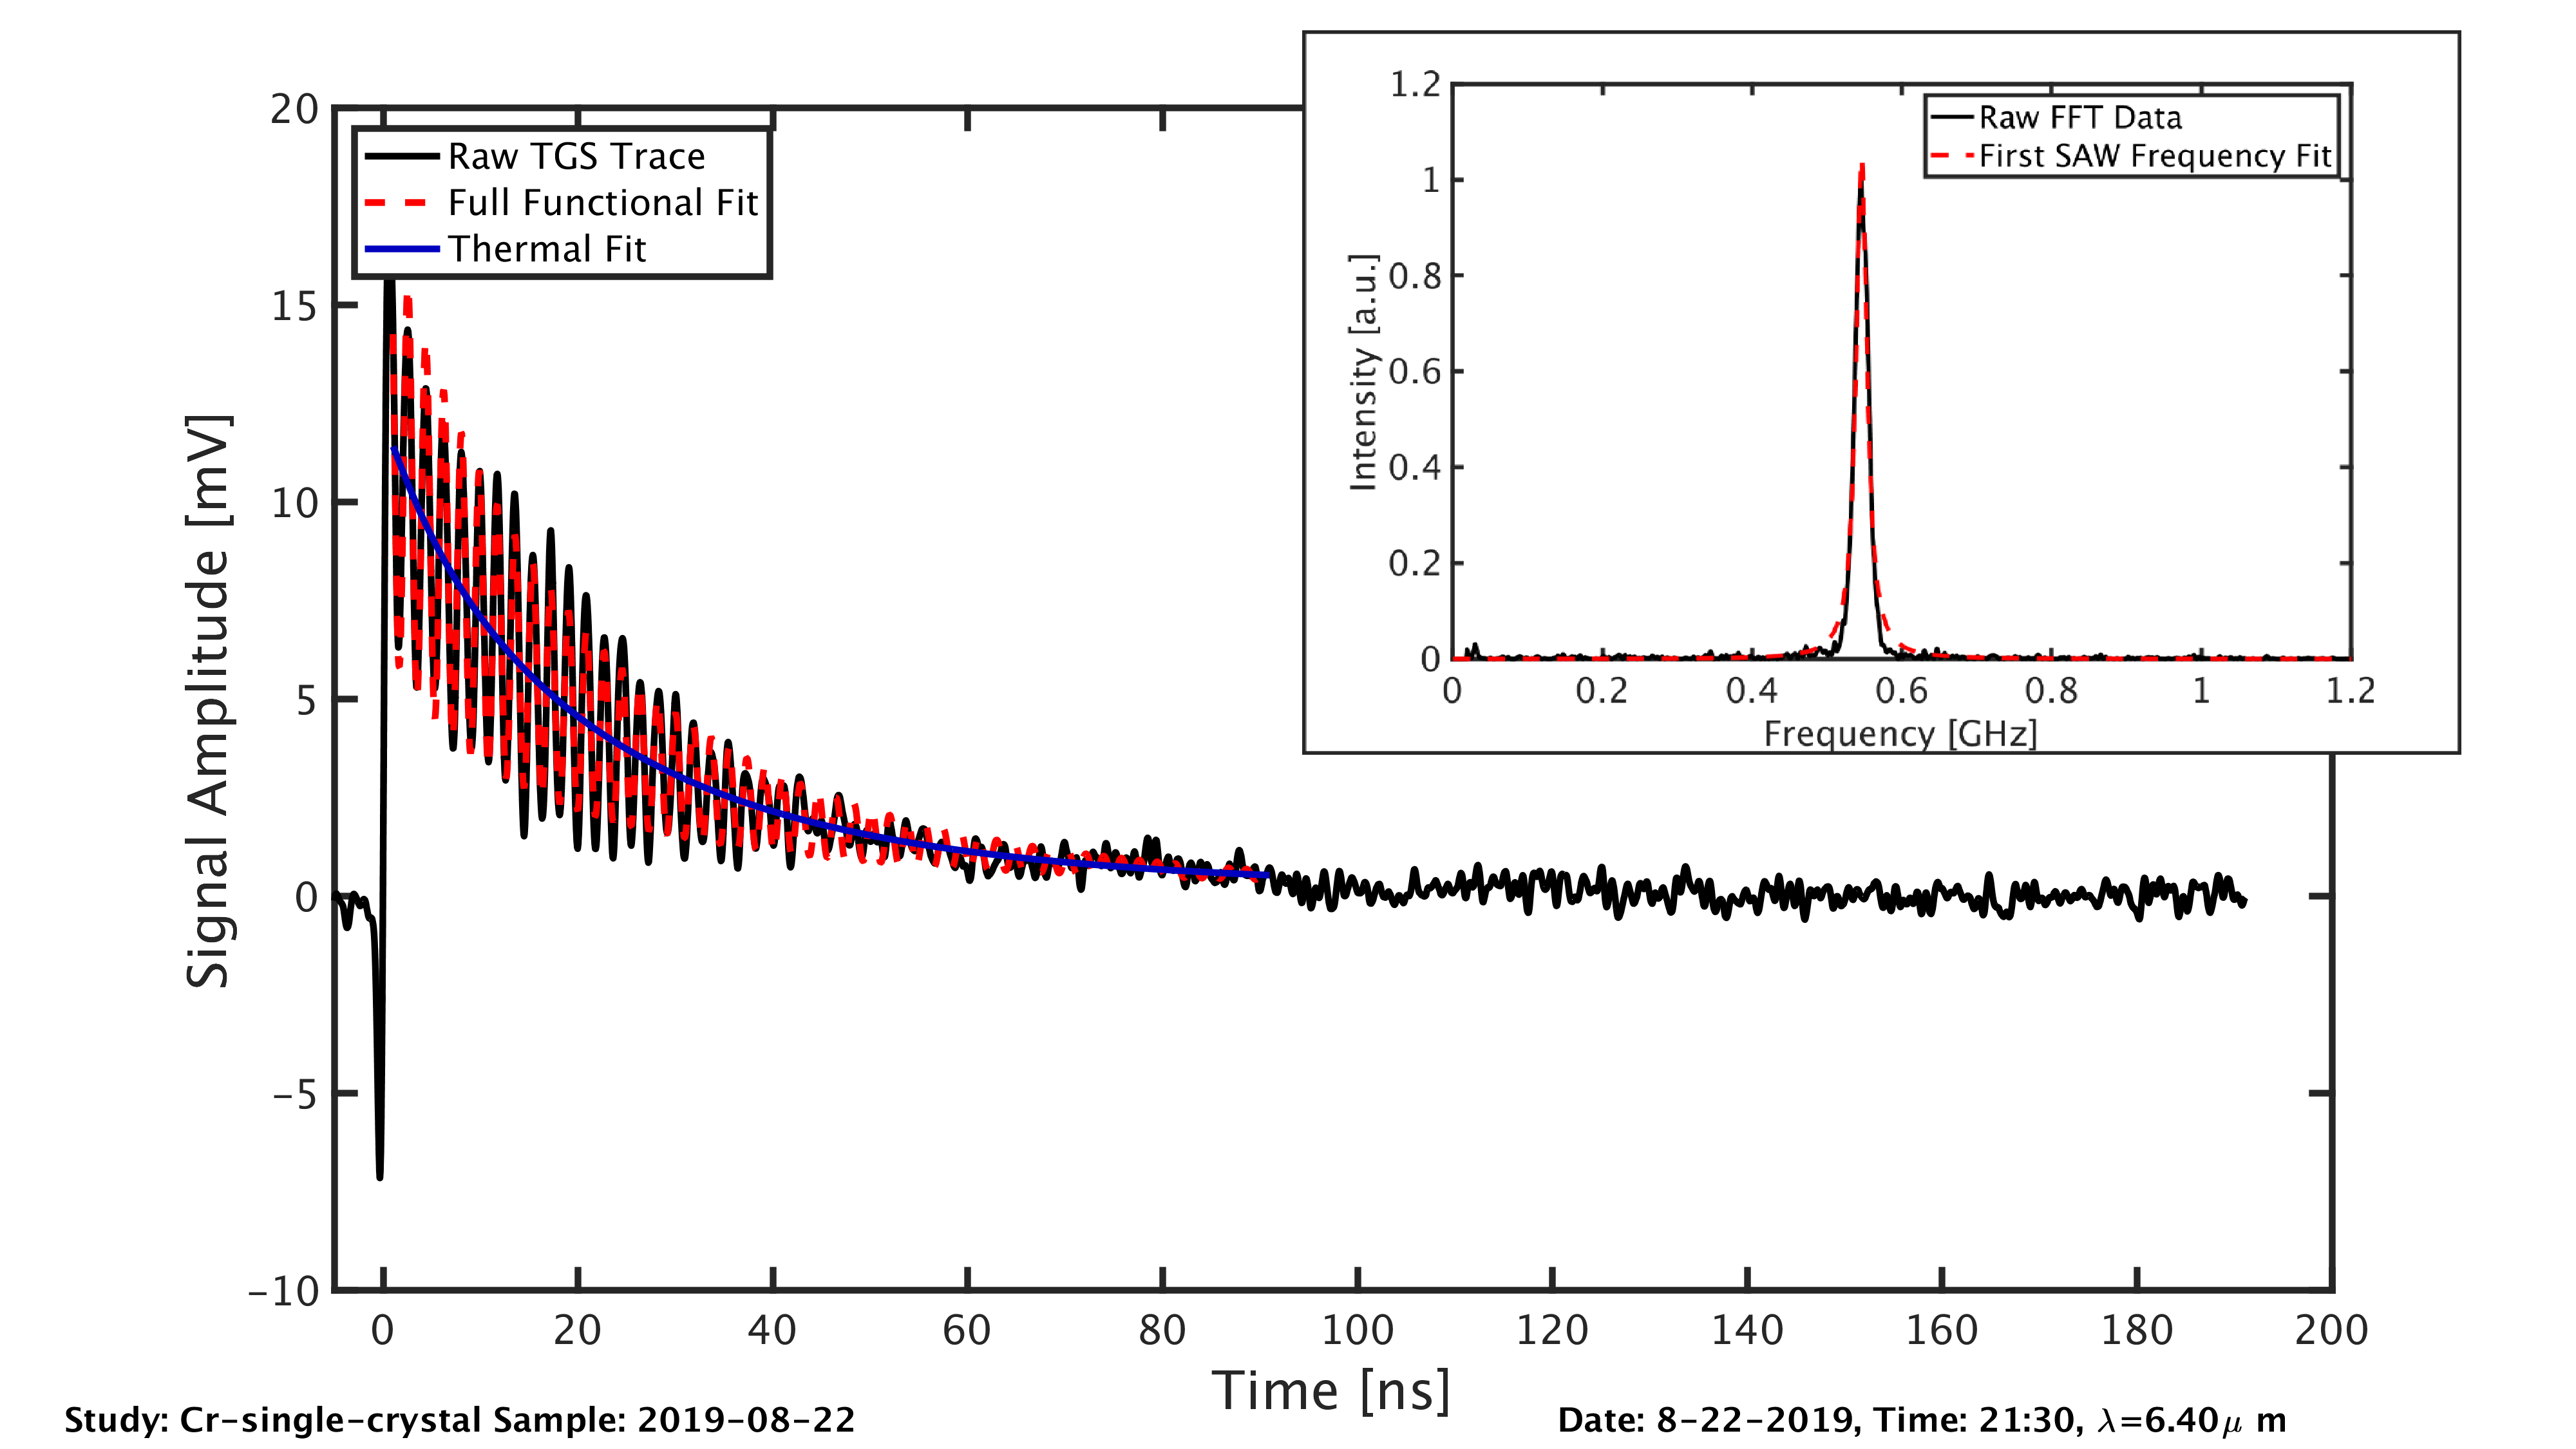 Raw TGS Trace
Full Functional Fit
Thermal Fit
20
15
10
5
0
−5
−10
Signal Amplitude [mV]
0 20 40 60 80 100 120 140 160 180 200
Time [ns]
Raw FFT Data
First SAW Frequency Fit
1.2
1
0.8
0.6
0.4
0.2
0
Intensity [a.u.]
0 0.2 0.4 0.6 0.8 1 1.2
Frequency [GHz]
Study: Cr−single−crystal Sample: 2019−08−22
Date: 8−22−2019, Time: 21:30, λ=6.40μ m